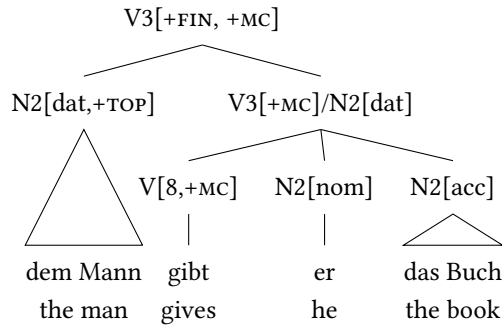 V3[+FIN, +MC]
N2[dat,+TOP] V3[+MC]/N2[dat]
V[8,+MC] N2[nom] N2[acc]
dem Mann gibt er das Buch
the man gives he the book